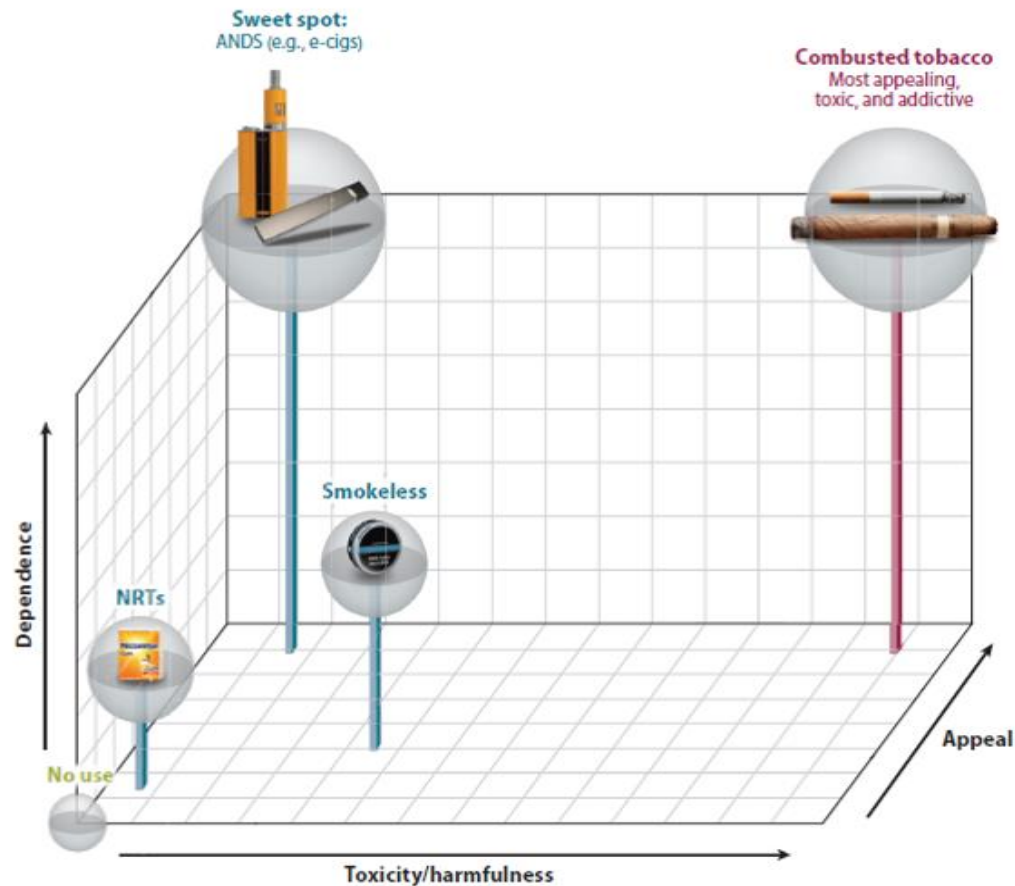 Sweet spot:
ANDS (e.g., e-cigs)
Combusted tobacco
Most appealing,
toxic, and addictive
Smokeless
NRTs
No use
Dependence
Appeal
Toxicity/harmfulness